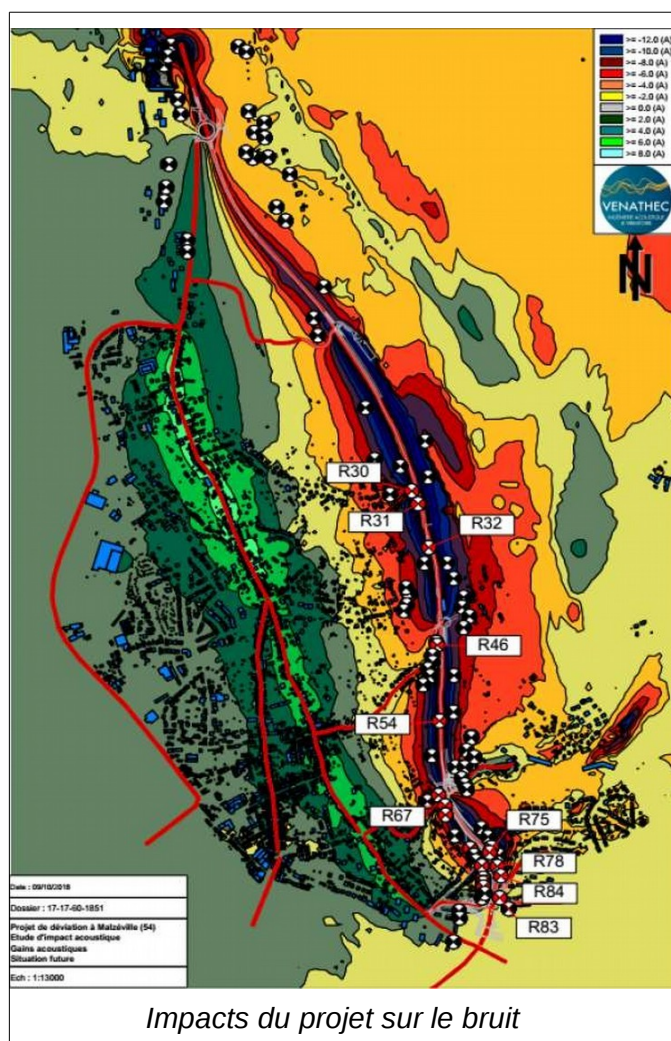 >= -12.0 (A)
>= -10.0 (A)
>= -8.0 (A)
>= -6.0 (A)
>= -4.0 (A)
>= -2.0 (A)
>= 0.0 (A)
>= 2.0 (A)
>= 4.0 (A)
>= 6.0 (A)
>= 8.0 (A)
VENATHEC
N
R30
R31
R32
R46
R54
R67
R75
R78
R84
R83
Date : 09/10/2018
Dossier : 17-17-60-1851
Projet de déviation à Malzéville (54)
Etude d'impact acoustique
Gains acoustiques
Situation future
Ech : 1:13000
Impacts du projet sur le bruit